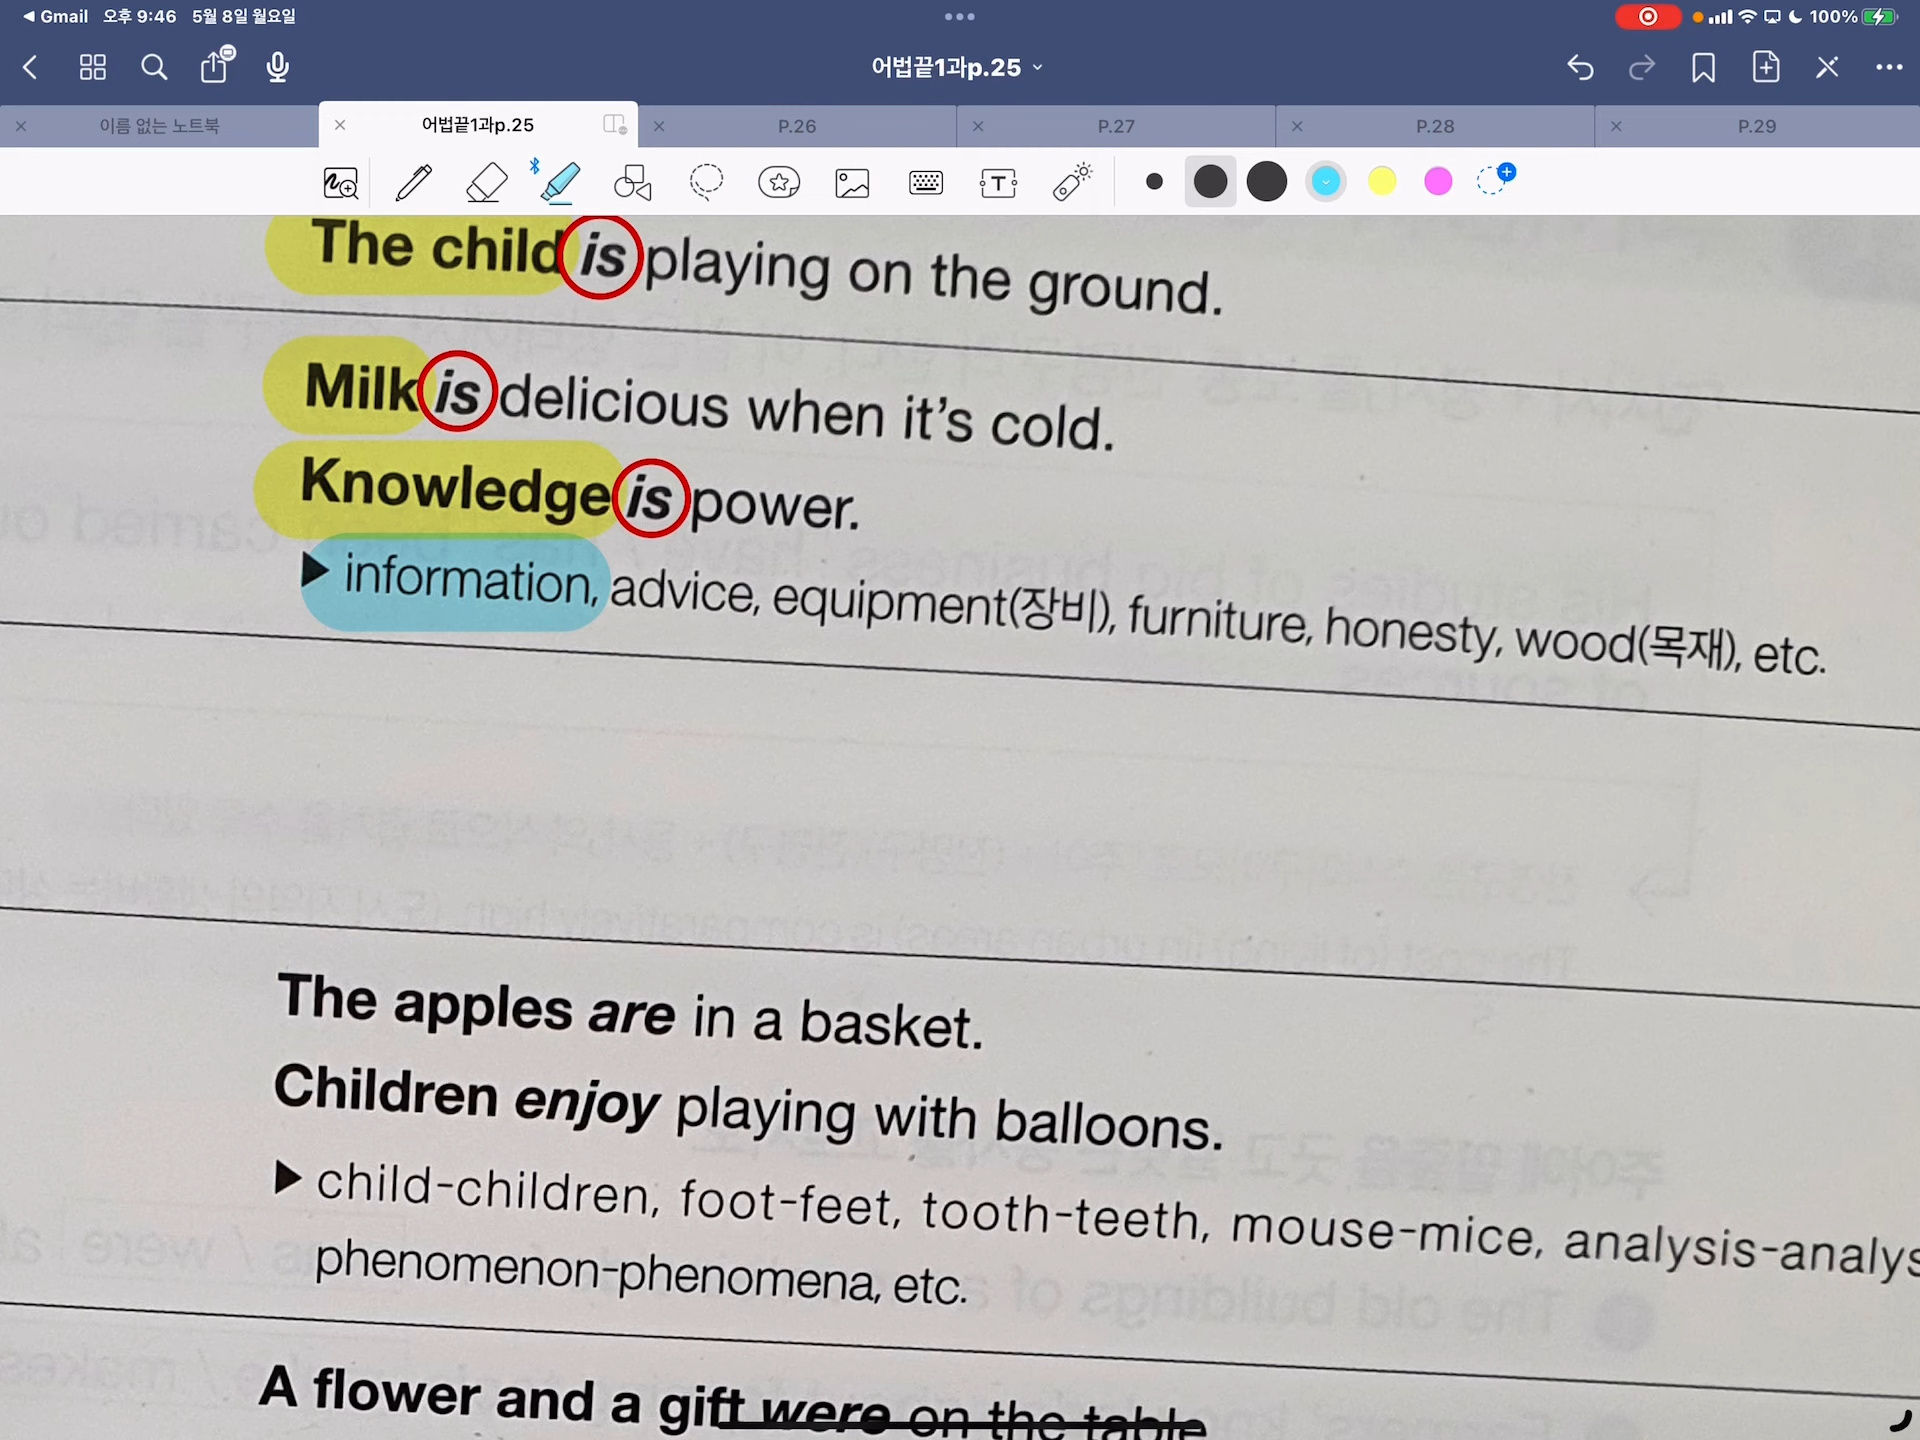 ◀ Gmail 오후 9:46 5월 8일 월요일
100%
어법끝1과p.25
이름 없는 노트북
어법끝1과p.25
P.26
P.27
P.28
P.29
T
The child is playing on the ground.
Milk is delicious when it's cold.
Knowledge is power.
▶ information, advice, equipment(장비), furniture, honesty, wood(목재), etc.
The apples are in a basket.
Children enjoy playing with balloons.
▶ child-children, foot-feet, tooth-teeth, mouse-mice, analysis-analys
phenomenon-phenomena, etc.
A flower and a gift were on the table